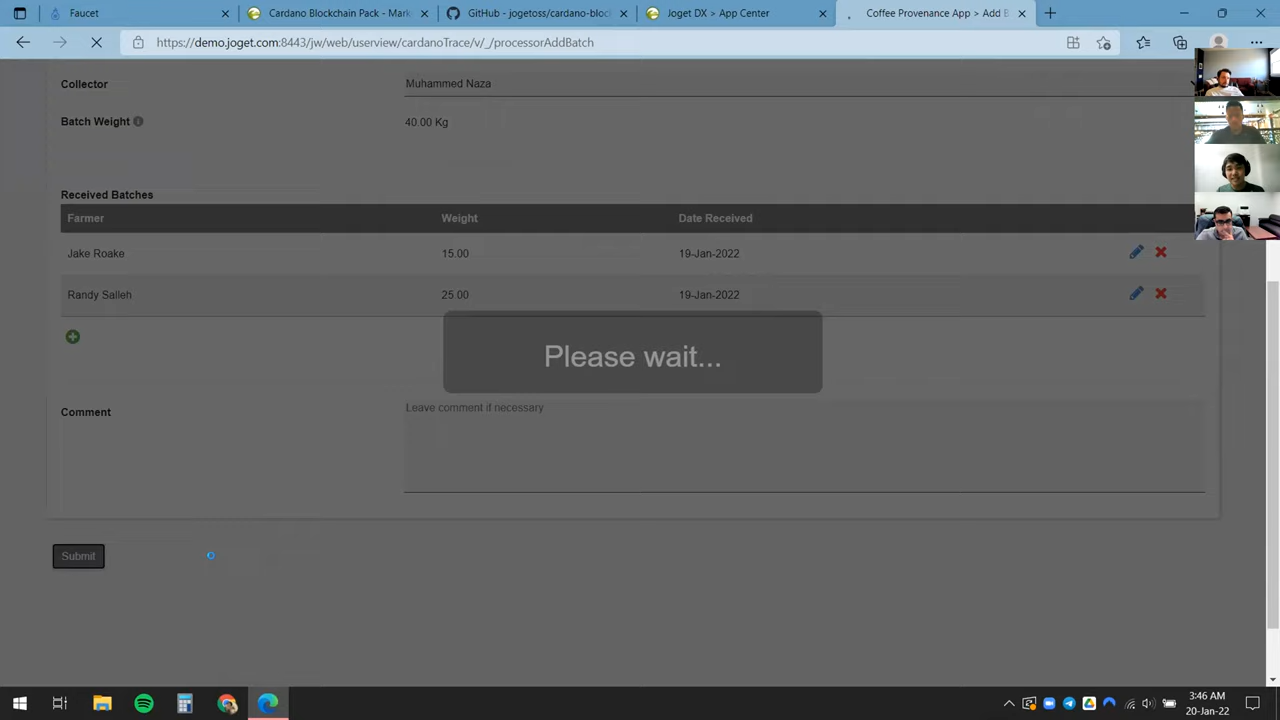 Faucet
Cardano Blockchain Pack - Mark
GitHub - jogetoss/cardano-bloc
Joget DX > App Center
Coffee Provenance App > Add B
https://demo.joget.com:8443/jw/web/userview/cardanoTrace/v/_/processorAddBatch
Collector
Muhammed Naza
Batch Weight
40.00 Kg
Received Batches
Farmer Weight Date Received
Jake Roake 15.00 19-Jan-2022
Randy Salleh 25.00 19-Jan-2022
Please wait...
Comment
Leave comment if necessary
Submit
3:46 AM
20-Jan-22